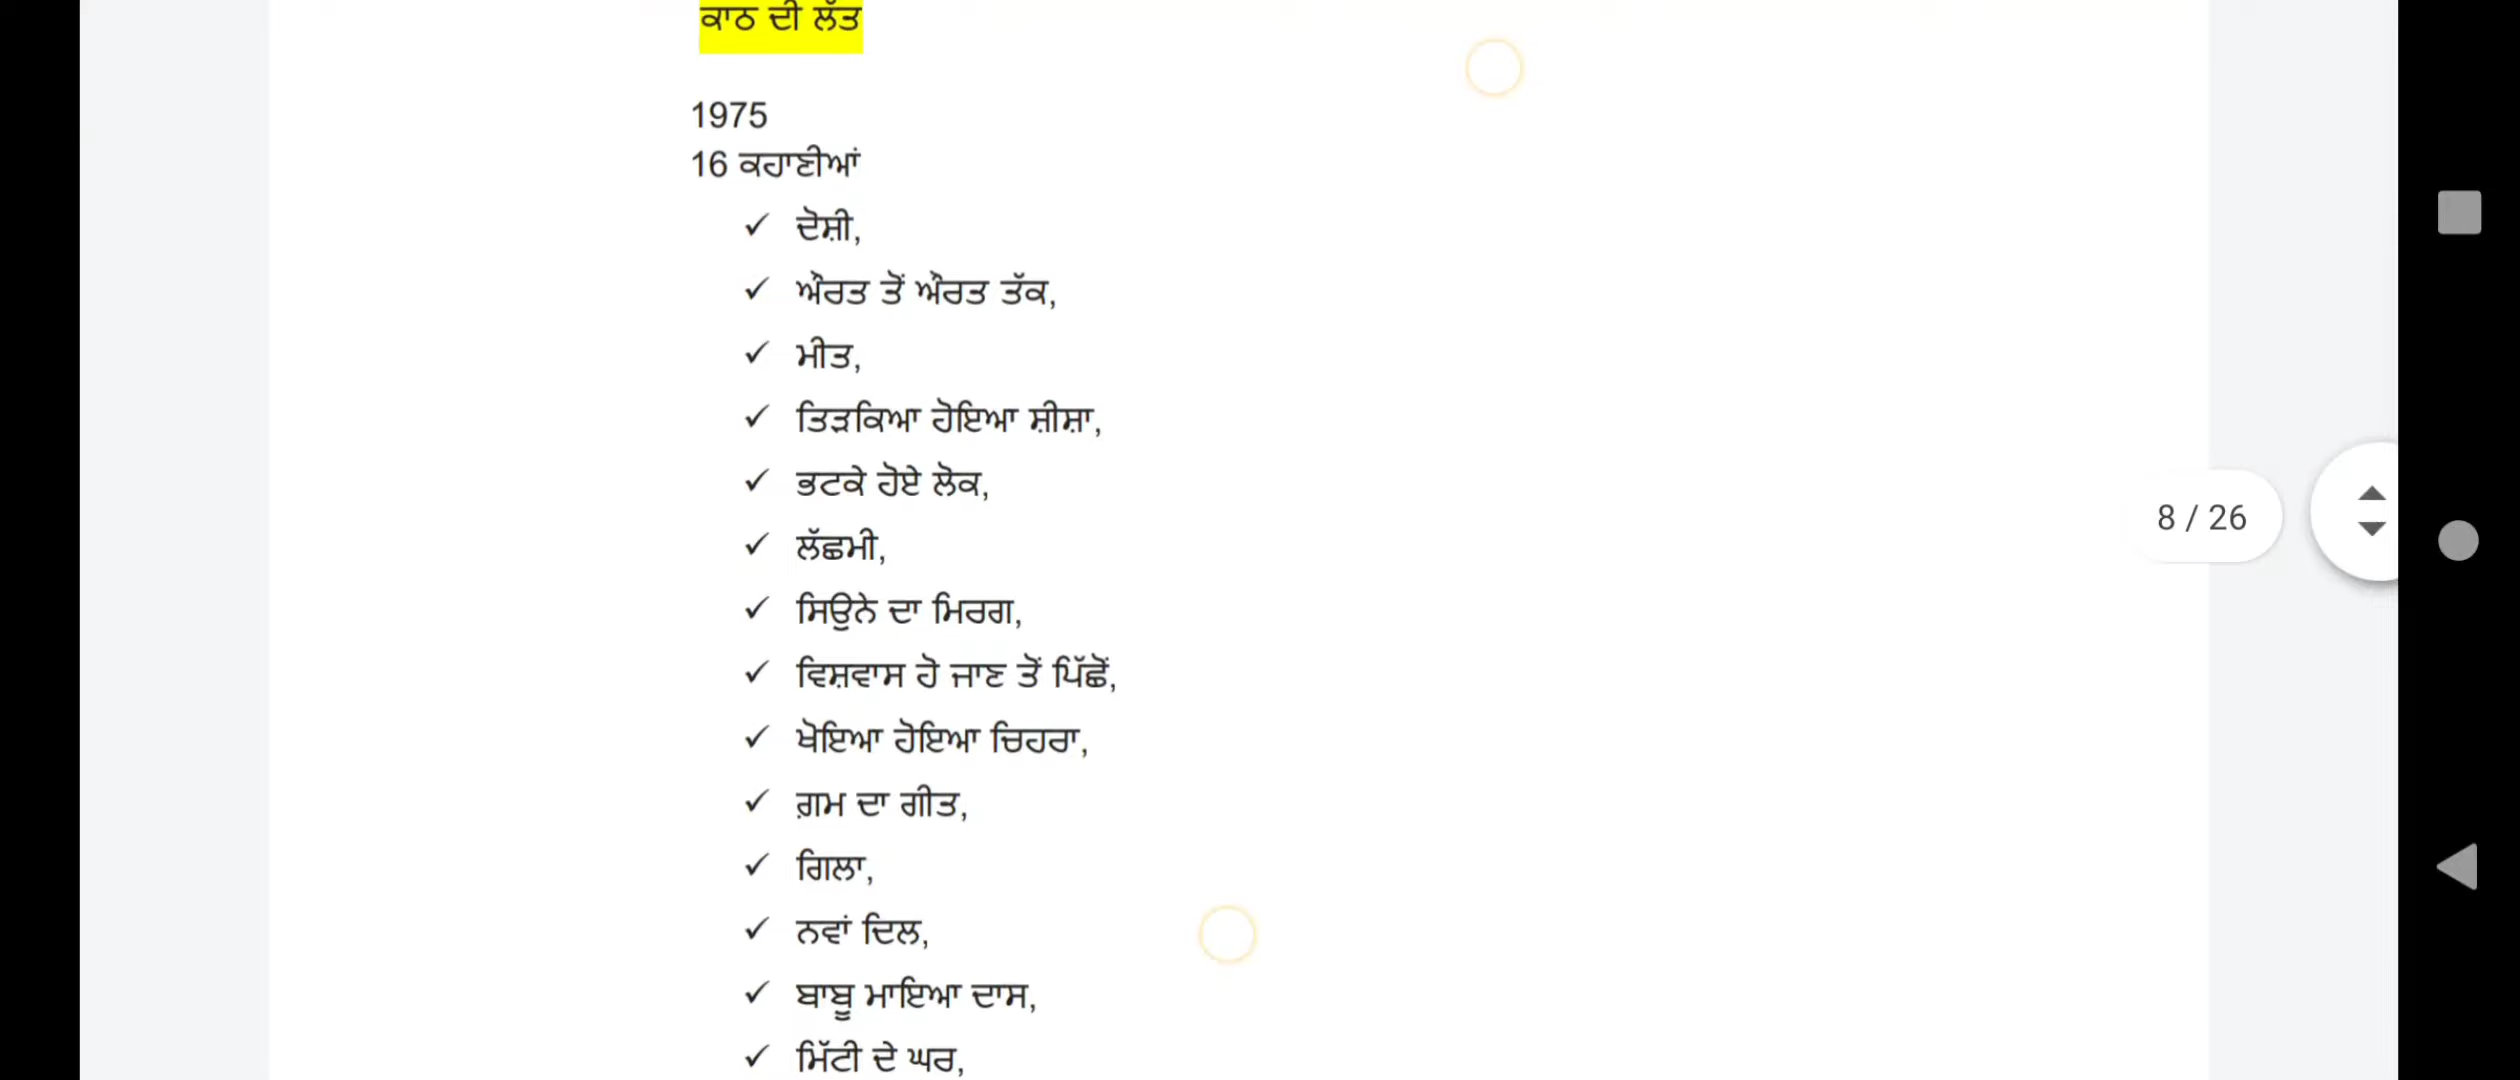 ਕਾਠ ਦੀ ਲੱਤ
1975
16 ਕਹਾਣੀਆਂ
✓ ਦੋਸ਼ੀ,
✓ ਔਰਤ ਤੋਂ ਔਰਤ ਤੱਕ,
✓ ਮੀਤ,
✓ ਤਿੜਕਿਆ ਹੋਇਆ ਸ਼ੀਸ਼ਾ,
✓ ਭਟਕੇ ਹੋਏ ਲੋਕ,
✓ ਲੱਛਮੀ,
✓ ਸਿਉਨੇ ਦਾ ਮਿਰਗ,
✓ ਵਿਸ਼ਵਾਸ ਹੋ ਜਾਣ ਤੋਂ ਪਿੱਛੋਂ,
✓ ਖੋਇਆ ਹੋਇਆ ਚਿਹਰਾ,
✓ ਗ਼ਮ ਦਾ ਗੀਤ,
✓ ਗਿਲਾ,
✓ ਨਵਾਂ ਦਿਲ,
✓ ਬਾਬੂ ਮਾਇਆ ਦਾਸ,
✓ ਮਿੱਟੀ ਦੇ ਘਰ,
8 / 26